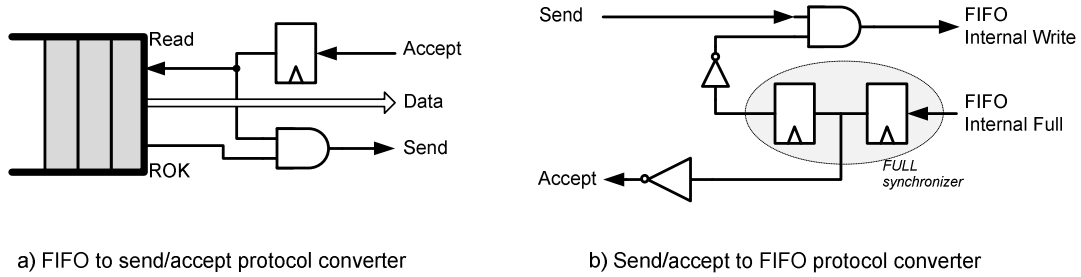 Read
Accept
Data
Send
ROK
a) FIFO to send/accept protocol converter
Send
FIFO
Internal Write
FIFO
Internal Full
FULL
synchronizer
Accept
b) Send/accept to FIFO protocol converter